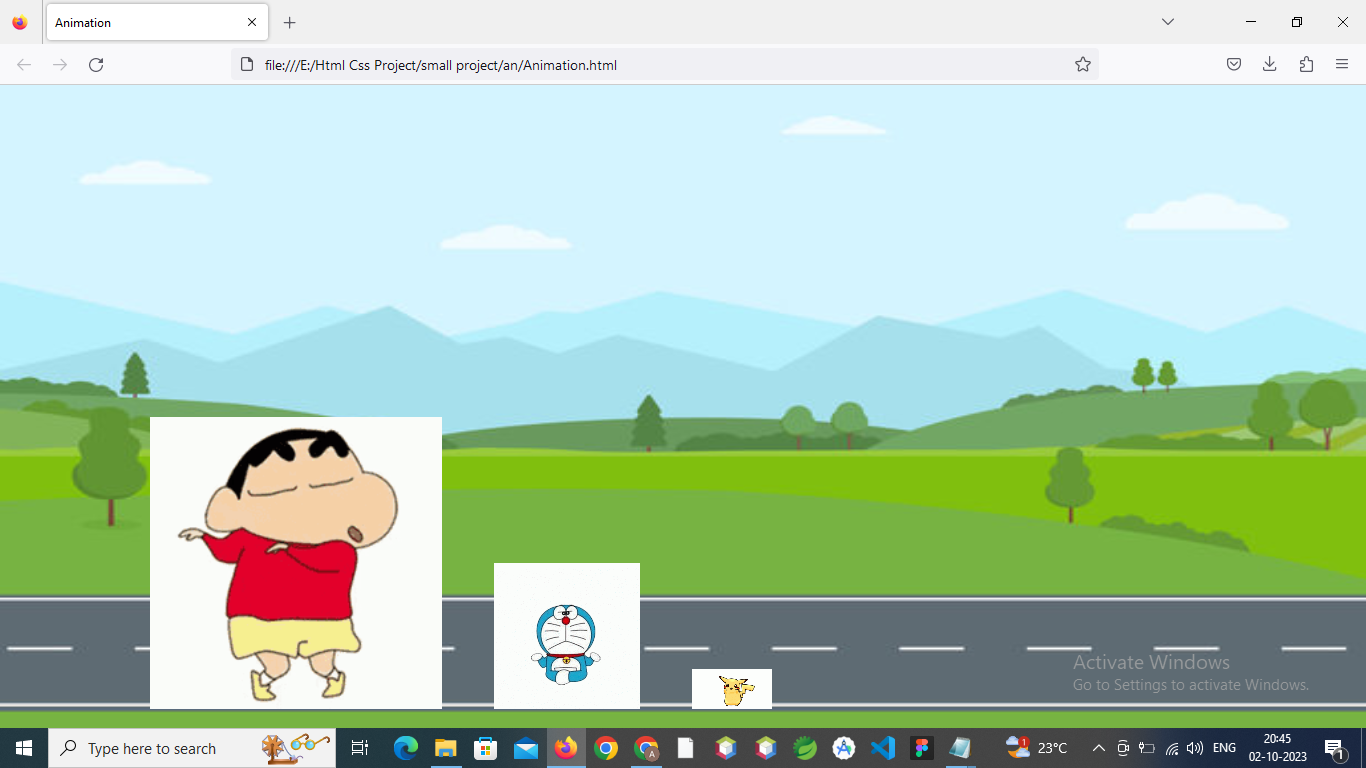 Animation
file:///E:/Html Css Project/small project/an/Animation.html
Activate Windows
Go to Settings to activate Windows.
Type here to search
A
1
23°C
ENG
20:45
02-10-2023
1